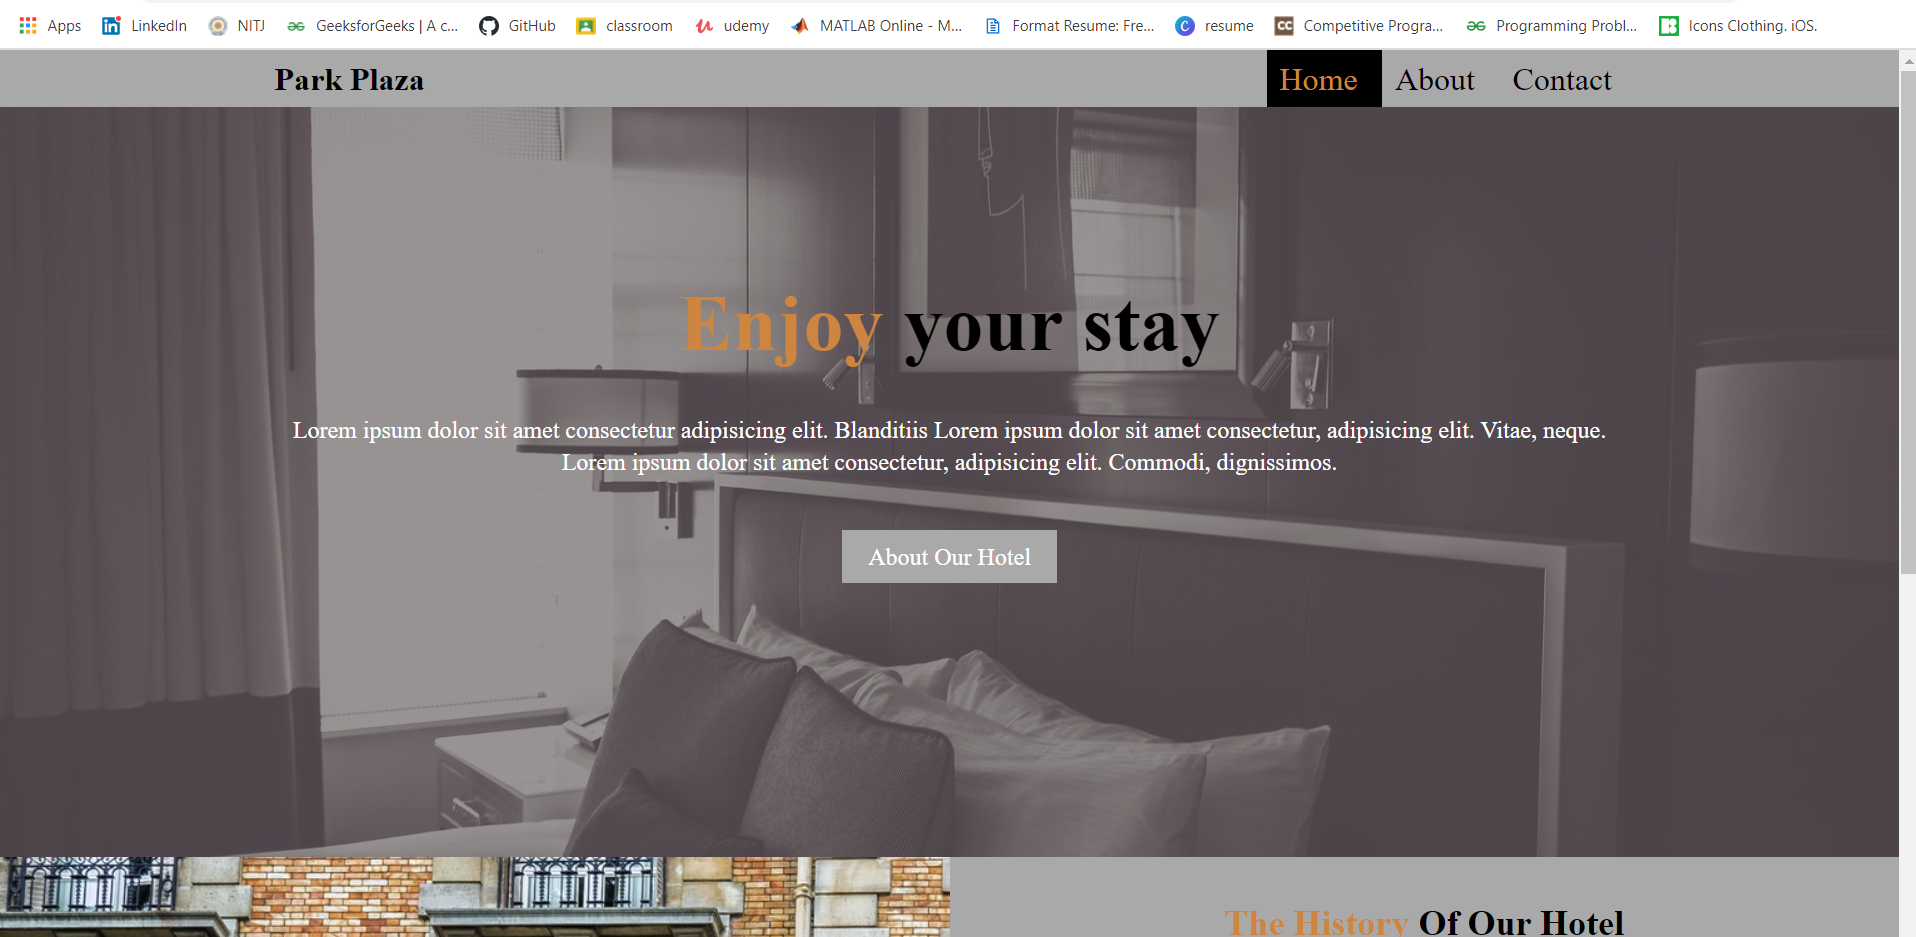 Apps LinkedIn NITJ GeeksforGeeks | A c... GitHub classroom udemy MATLAB Online - M... Format Resume: Fre... resume Competitive Progra... Programming Probl... Icons Clothing. iOS.
Park Plaza Home About Contact
Enjoy your stay
Lorem ipsum dolor sit amet consectetur adipisicing elit. Blanditiis Lorem ipsum dolor sit amet consectetur, adipisicing elit. Vitae, neque.
Lorem ipsum dolor sit amet consectetur, adipisicing elit. Commodi, dignissimos.
About Our Hotel
The History Of Our Hotel